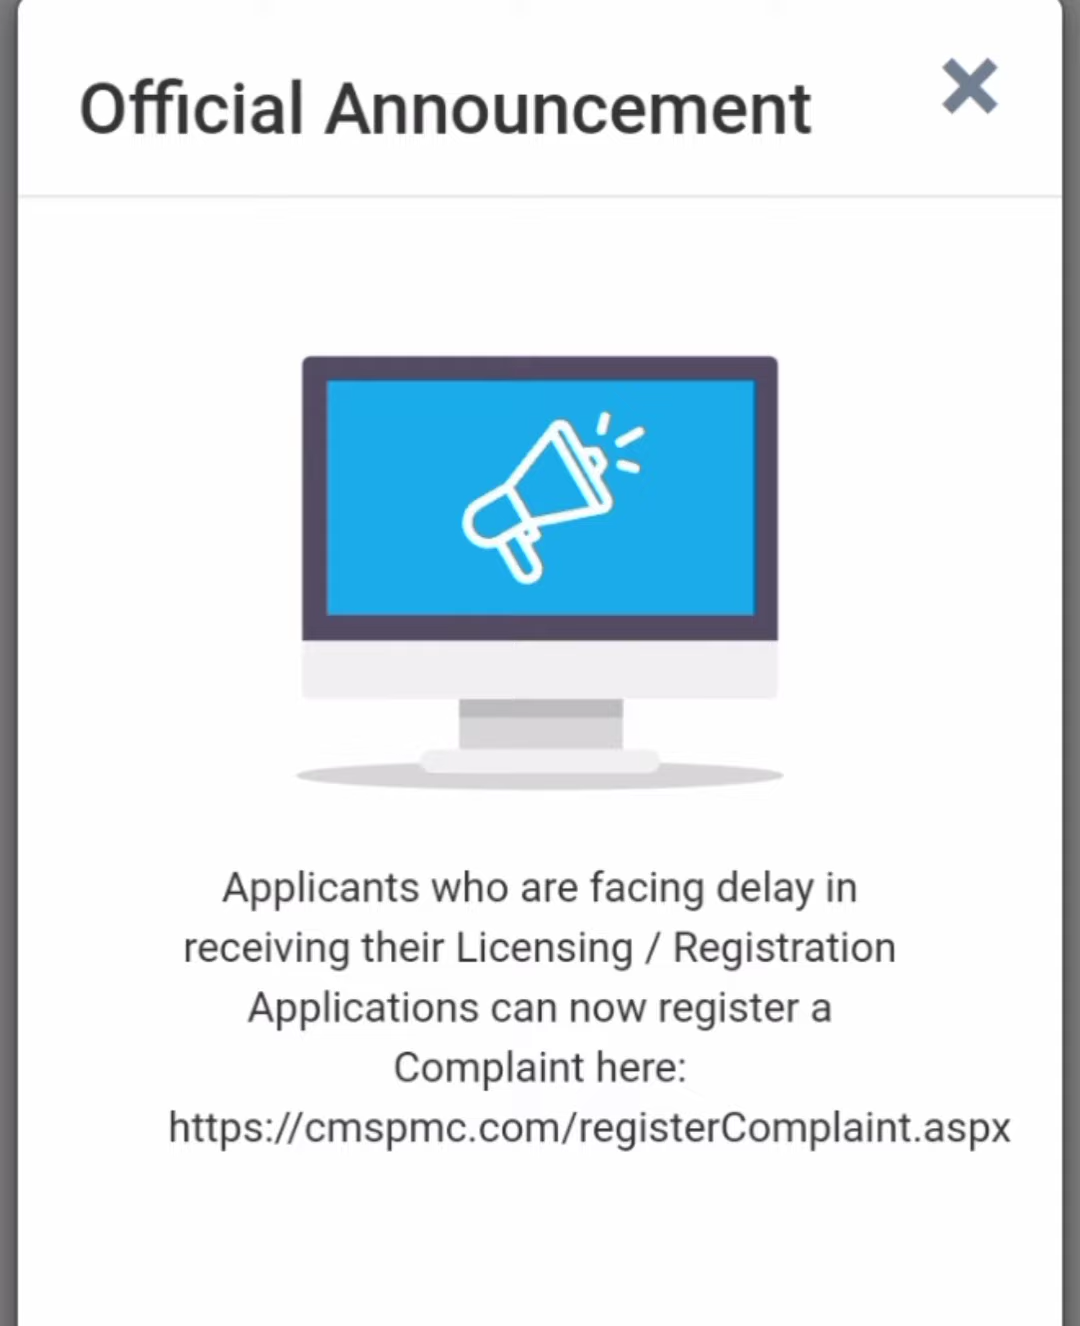 Official Announcement
Applicants who are facing delay in
receiving their Licensing / Registration
Applications can now register a
Complaint here:
https://cmspmc.com/registerComplaint.aspx